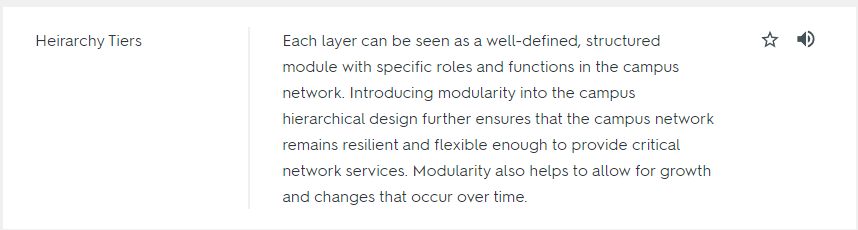 Heirarchy Tiers
Each layer can be seen as a well-defined, structured
module with specific roles and functions in the campus
network. Introducing modularity into the campus
hierarchical design further ensures that the campus network
remains resilient and flexible enough to provide critical
network services. Modularity also helps to allow for growth
and changes that occur over time.